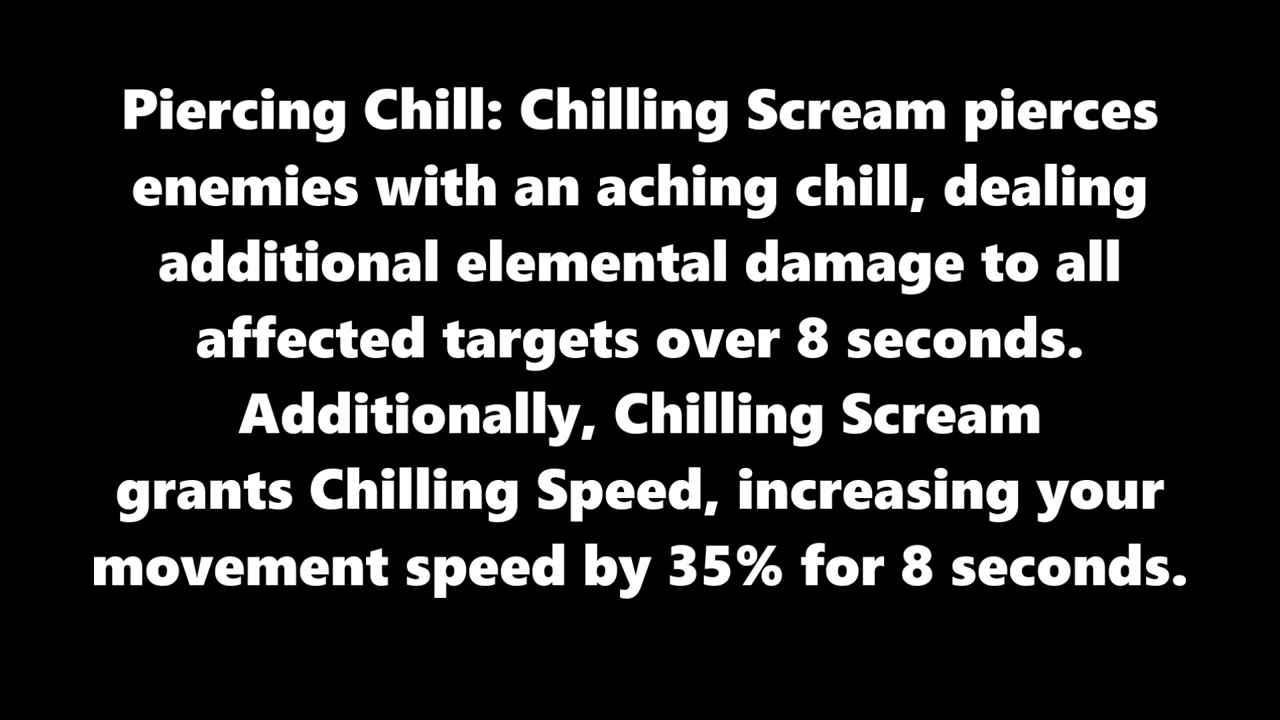 Piercing Chill: Chilling Scream pierces
enemies with an aching chill, dealing
additional elemental damage to all
affected targets over 8 seconds.
Additionally, Chilling Scream
grants Chilling Speed, increasing your
movement speed by 35% for 8 seconds.